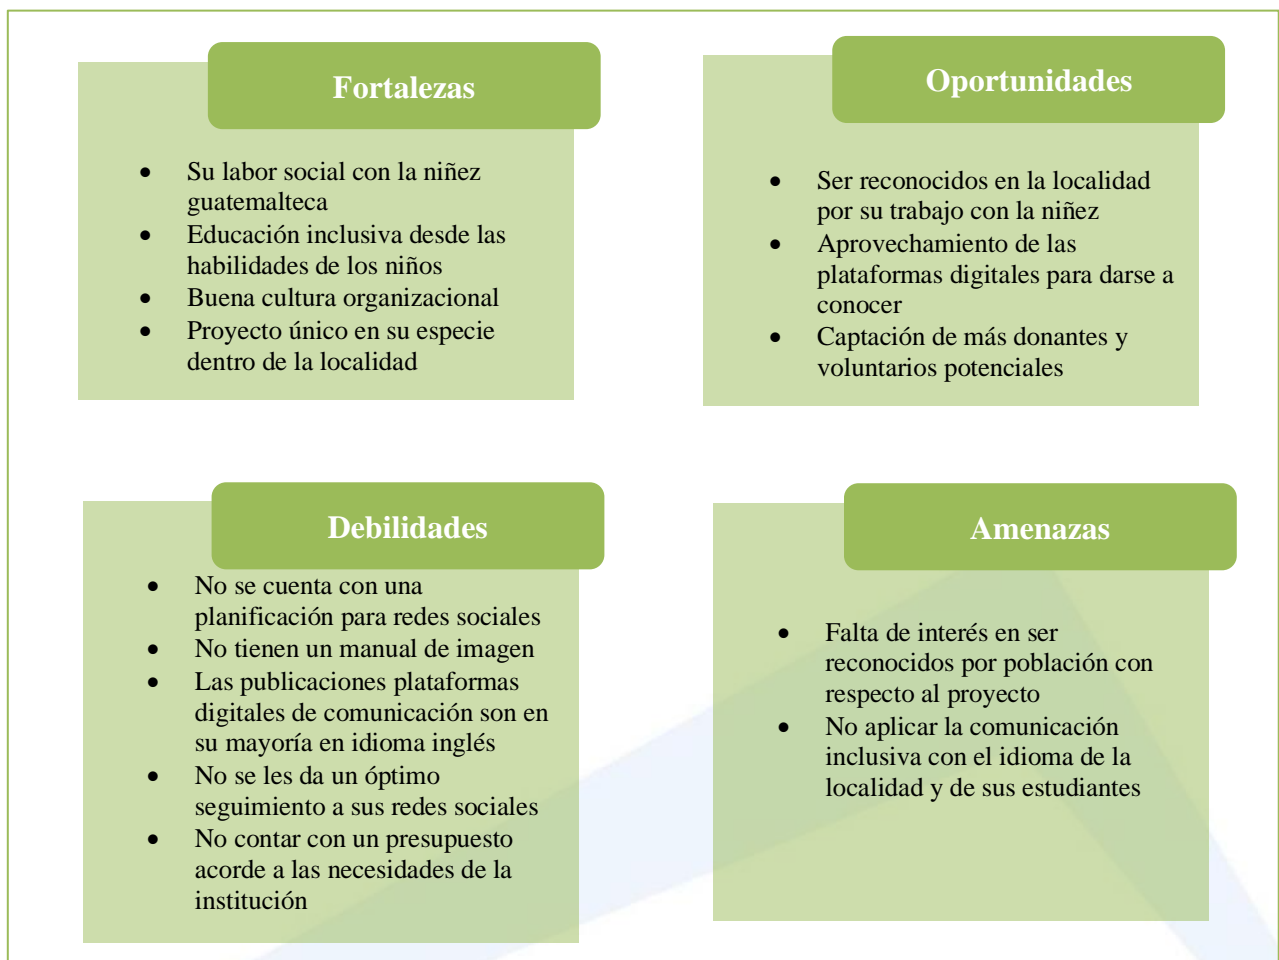 Fortalezas
• Su labor social con la niñez
guatemalteca
• Educación inclusiva desde las
habilidades de los niños
• Buena cultura organizacional
• Proyecto único en su especie
dentro de la localidad
Oportunidades
• Ser reconocidos en la localidad
por su trabajo con la niñez
• Aprovechamiento de las
plataformas digitales para darse a
conocer
• Captación de más donantes y
voluntarios potenciales
Debilidades
• No se cuenta con una
planificación para redes sociales
• No tienen un manual de imagen
• Las publicaciones plataformas
digitales de comunicación son en
su mayoría en idioma inglés
• No se les da un óptimo
seguimiento a sus redes sociales
• No contar con un presupuesto
acorde a las necesidades de la
institución
Amenazas
• Falta de interés en ser
reconocidos por población con
respecto al proyecto
• No aplicar la comunicación
inclusiva con el idioma de la
localidad y de sus estudiantes